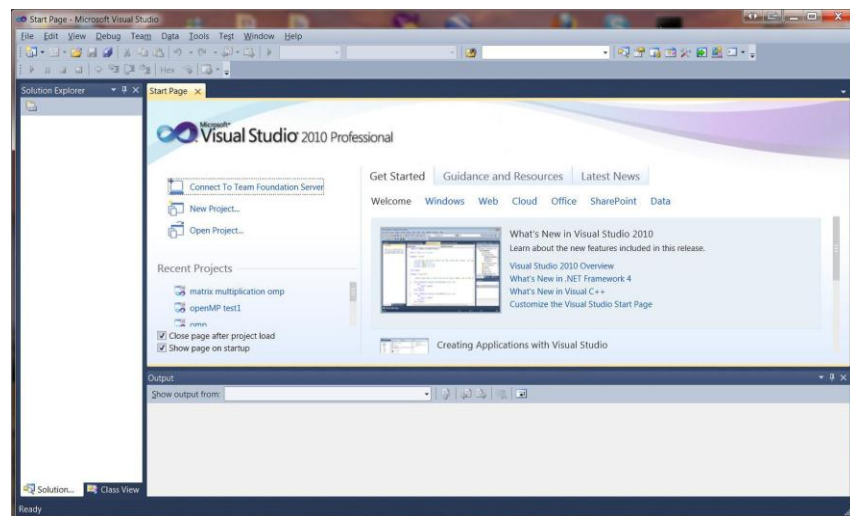 Start Page - Microsoft Visual Studio
File Edit View Debug Team Data Tools Test Window Help
Hex
Solution Explorer
Start Page
Microsoft
Visual Studio 2010 Professional
Connect To Team Foundation Server
New Project...
Open Project...
Recent Projects
matrix multiplication omp
openMP test1
omp
Close page after project load
Show page on startup
Get Started Guidance and Resources Latest News
Welcome Windows Web Cloud Office SharePoint Data
What's New in Visual Studio 2010
Learn about the new features included in this release.
Visual Studio 2010 Overview
What's New in .NET Framework 4
What's New in Visual C++
Customize the Visual Studio Start Page
Creating Applications with Visual Studio
Output
Show output from:
Solution... Class View
Ready